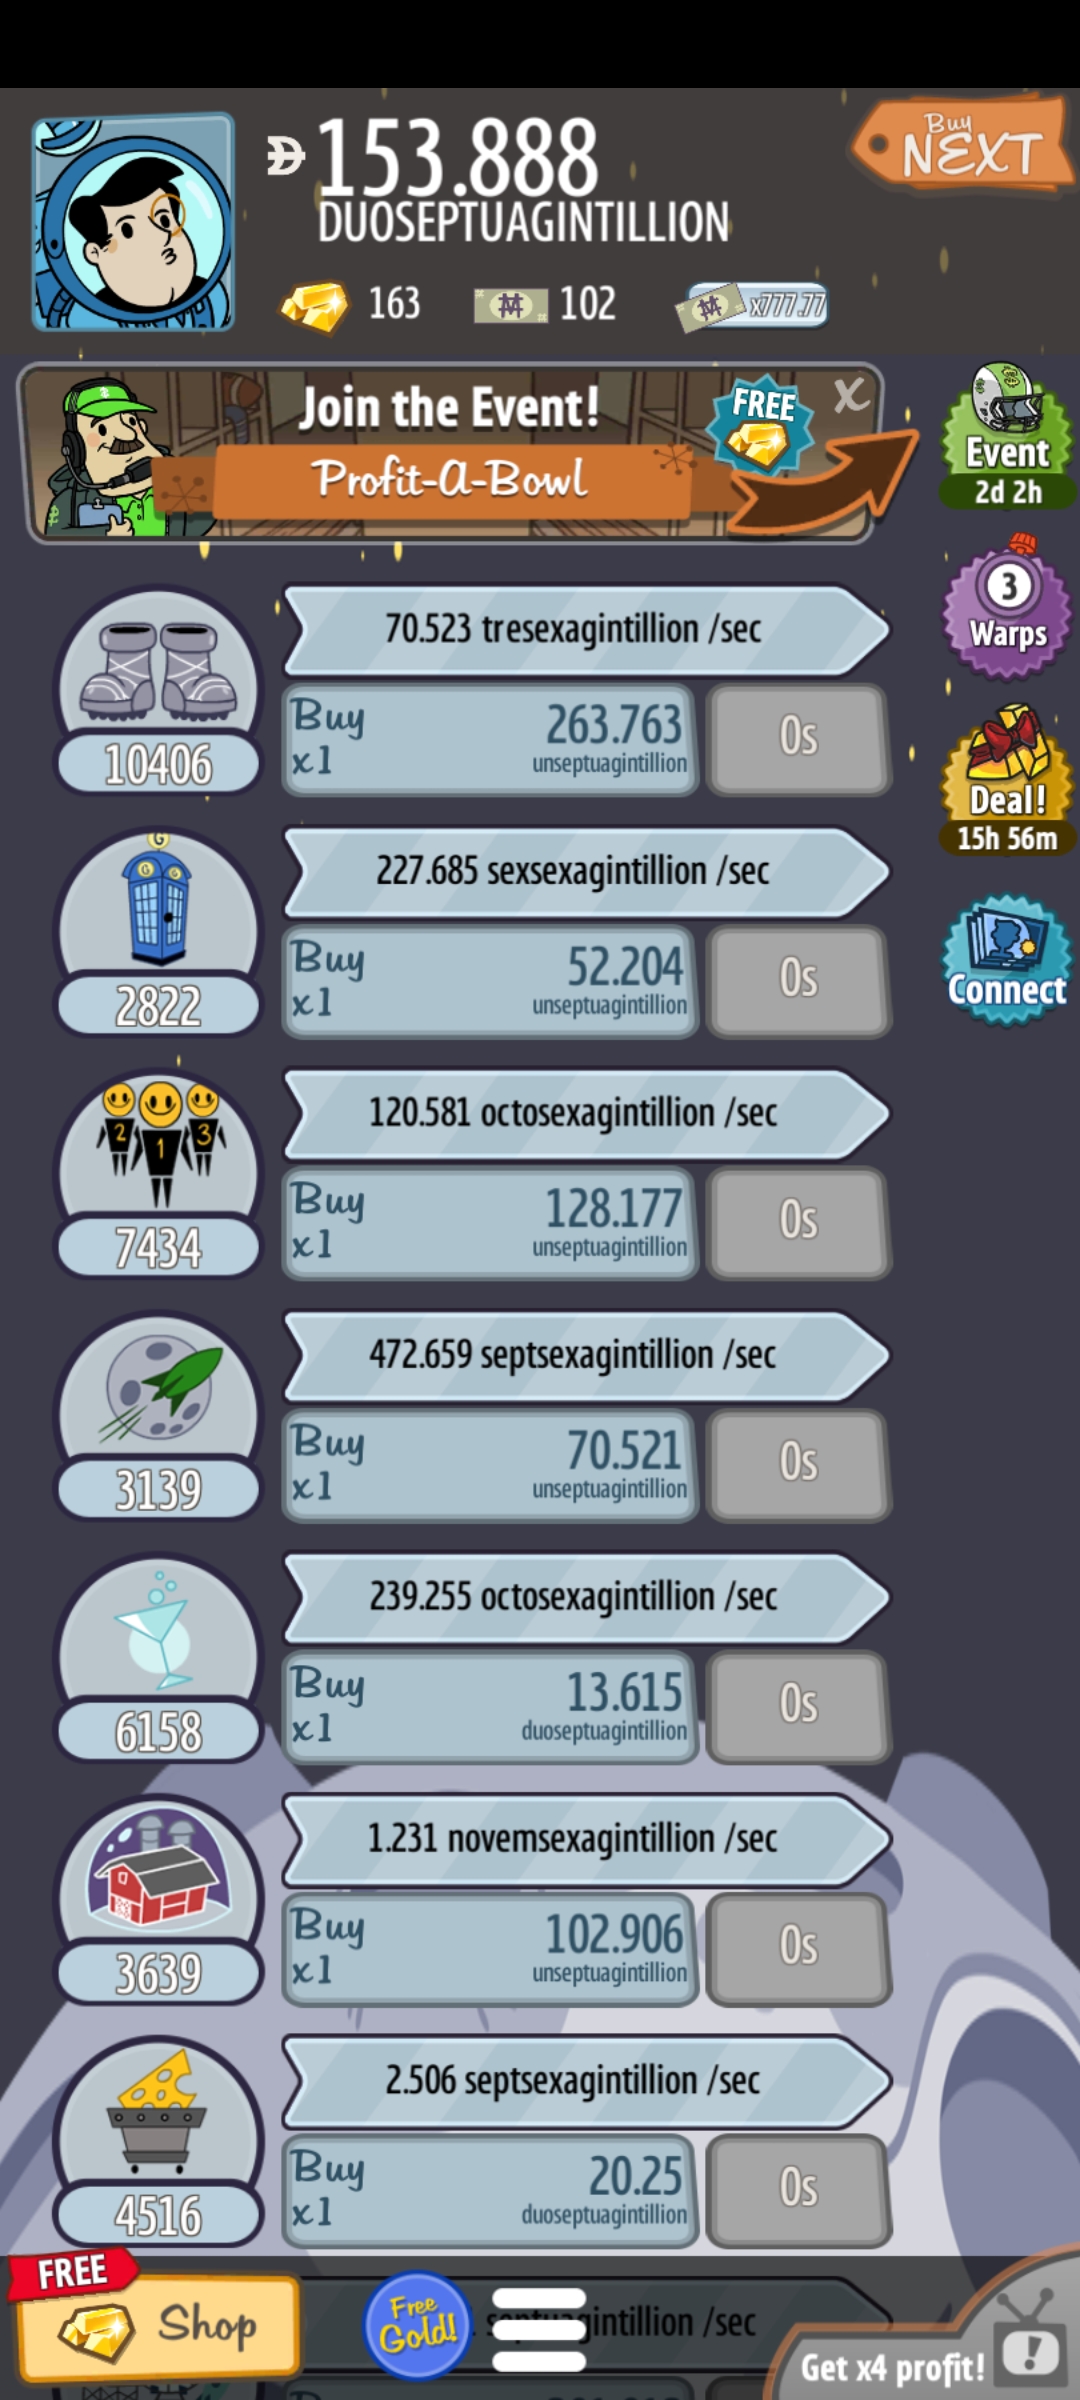 Buy
NEXT
153.888
DUOSEPTUAGINTILLION
163
102
x777.77
Join the Event!
FREE
X
Profit-A-Bowl
Event
2d 2h
3
Warps
Deal!
15h 56m
Connect
70.523 tresexagintillion /sec
10406
Buy
x1
263.763
unseptuagintillion
0s
G
G G
227.685 sexsexagintillion /sec
2822
Buy
x1
52.204
unseptuagintillion
0s
2 1 3
120.581 octosexagintillion /sec
7434
Buy
x1
128.177
unseptuagintillion
0s
472.659 septsexagintillion /sec
3139
Buy
x1
70.521
unseptuagintillion
0s
239.255 octosexagintillion /sec
6158
Buy
x1
13.615
duoseptuagintillion
0s
1.231 novemsexagintillion /sec
3639
Buy
x1
102.906
unseptuagintillion
0s
2.506 septsexagintillion /sec
4516
Buy
x1
20.25
duoseptuagintillion
0s
FREE
Shop
Free
Gold!
septuagintillion /sec
Get x4 profit!
!
Buy